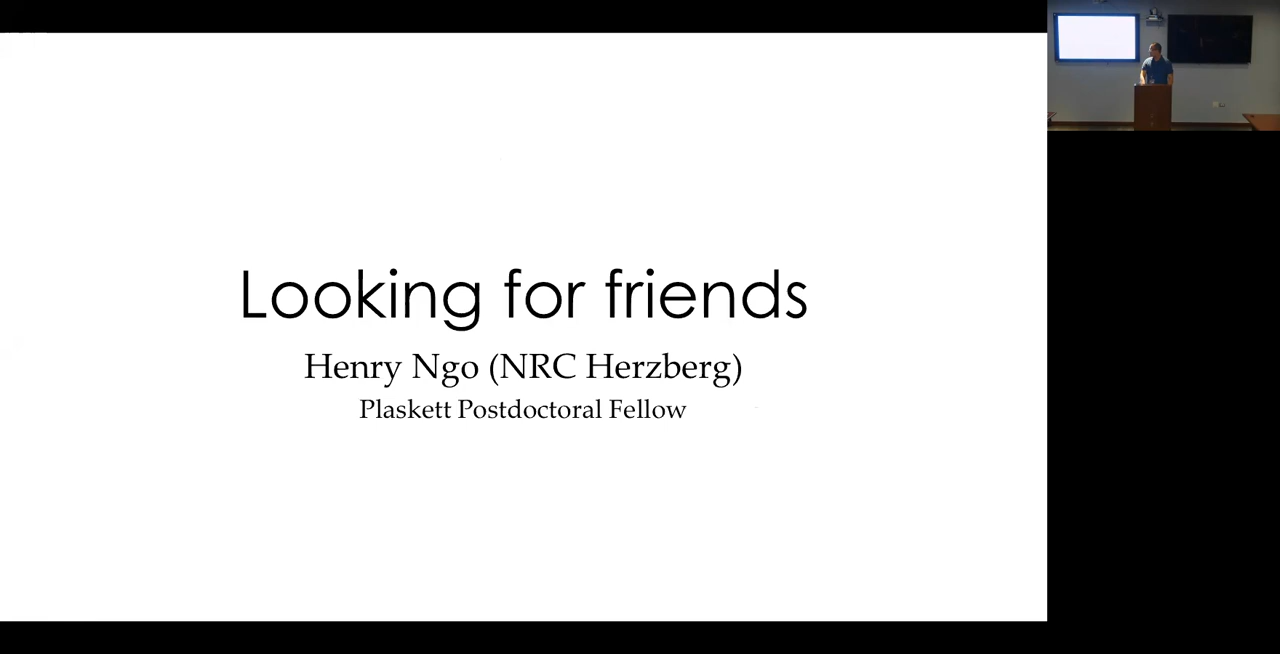 Looking for friends
Henry Ngo (NRC Herzberg)
Plaskett Postdoctoral Fellow